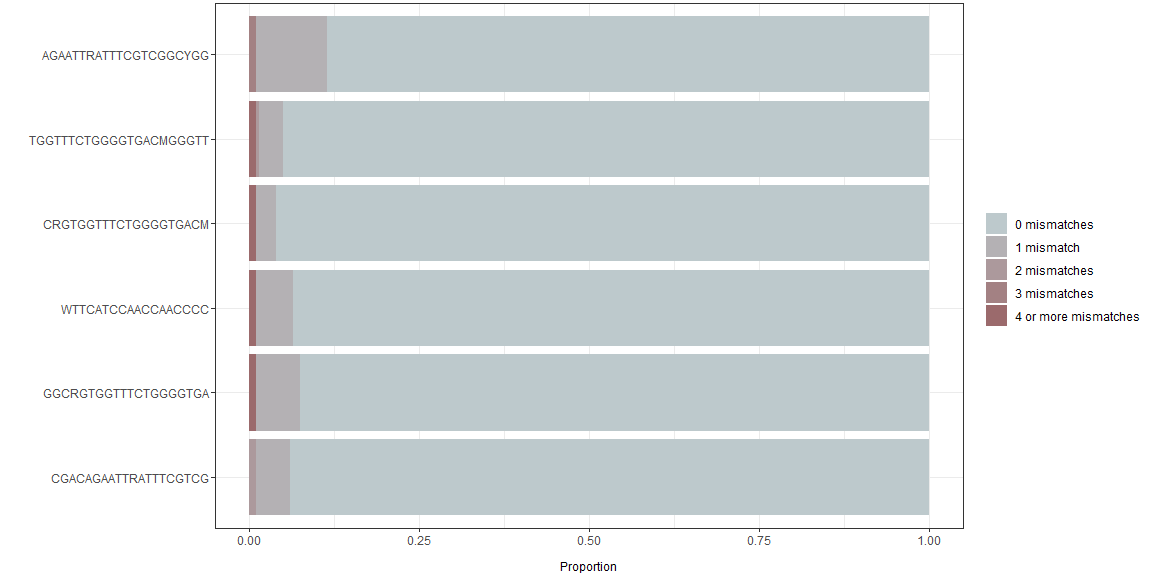 AGAATTRATTTCGTCGGCYGG
TGGTTTCTGGGGTGACMGGGTT
CRGTGGTTTCTGGGGTGACM
WTTCATCCAACCAACCCC
GGCRGTGGTTTCTGGGGTGA
CGACAGAATTRATTTCGTCG
0.00 0.25 0.50 0.75 1.00
Proportion
0 mismatches
1 mismatch
2 mismatches
3 mismatches
4 or more mismatches